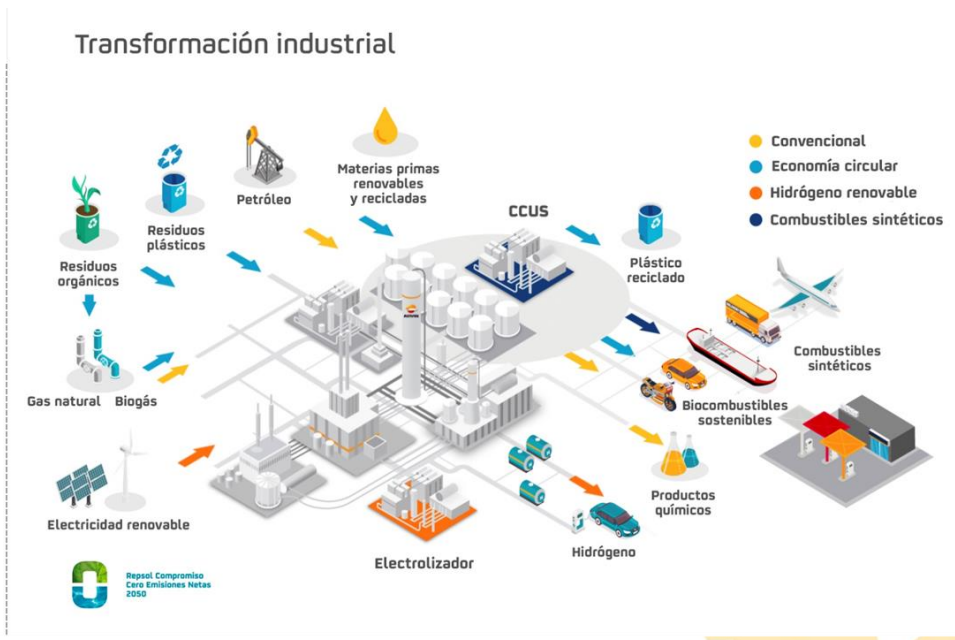 Transformación industrial
Convencional
Economía circular
Hidrógeno renovable
Combustibles sintéticos
Petróleo
Materias primas
renovables
y recicladas
Residuos
plásticos
Residuos
orgánicos
CCUS
Plástico
reciclado
Combustibles
sintéticos
Gas natural
Biogás
Biocombustibles
sostenibles
Productos
químicos
Electricidad renovable
Electrolizador
Hidrógeno
Repsol Compromiso
Cero Emisiones Netas
2050